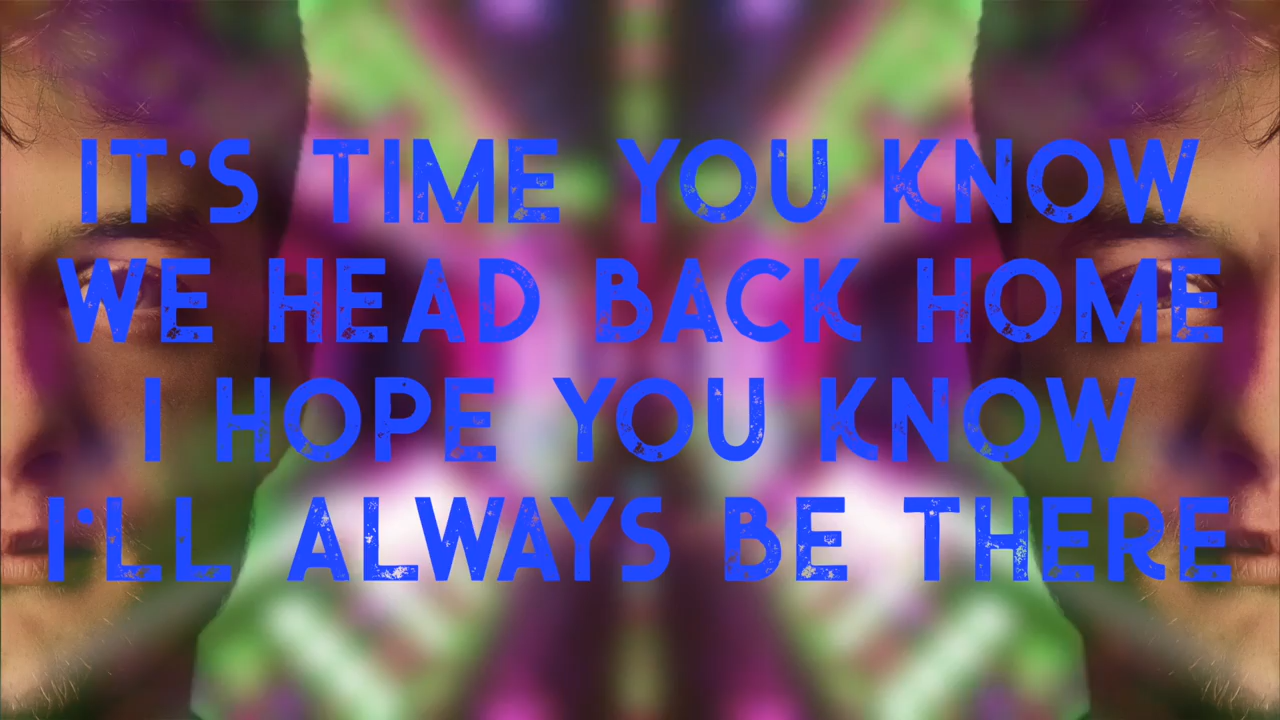 IT'S TIME YOU KNOW
WE HEAD BACK HOME
I HOPE YOU KNOW
I'LL ALWAYS BE THERE